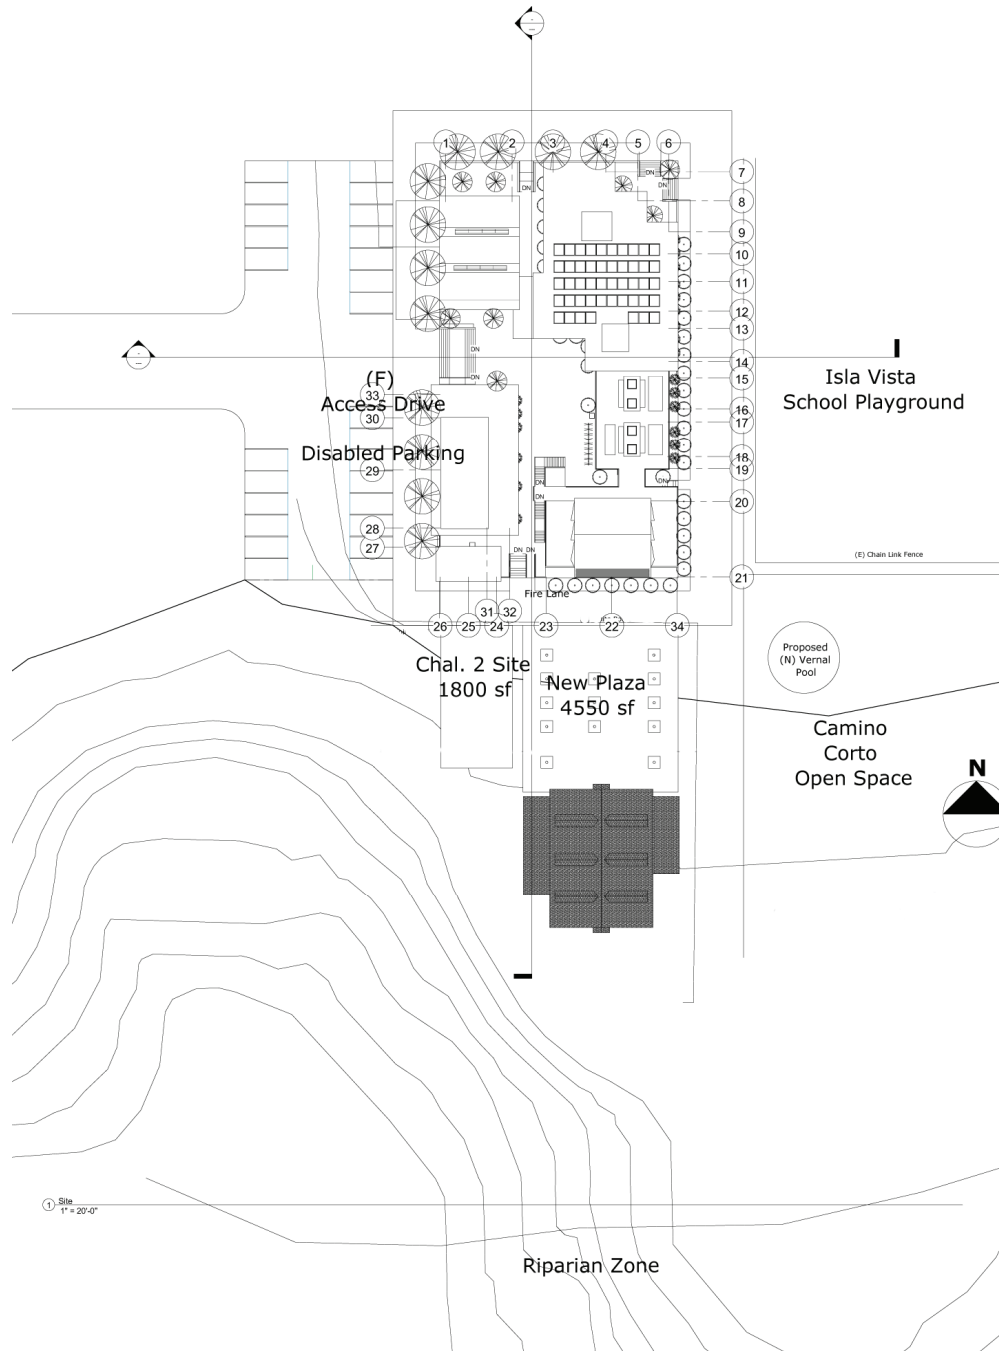 1 2 3 4 5 6
DN
7
DN
DN
8
9
10
11
12
13
DN
14
(F)
Access Drive
DN
15
Isla Vista
School Playground
33
16
30
17
Disabled Parking
18
29
19
DN
DN
DN
20
28
27
DN DN
(E) Chain Link Fence
21
Fire Lane
31 32
26 25 24 23 22 34
Chal. 2 Site
1800 sf
New Plaza
4550 sf
Proposed
(N) Vernal
Pool
Camino
Corto
Open Space
N
1 Site
1" = 20'-0"
Riparian Zone